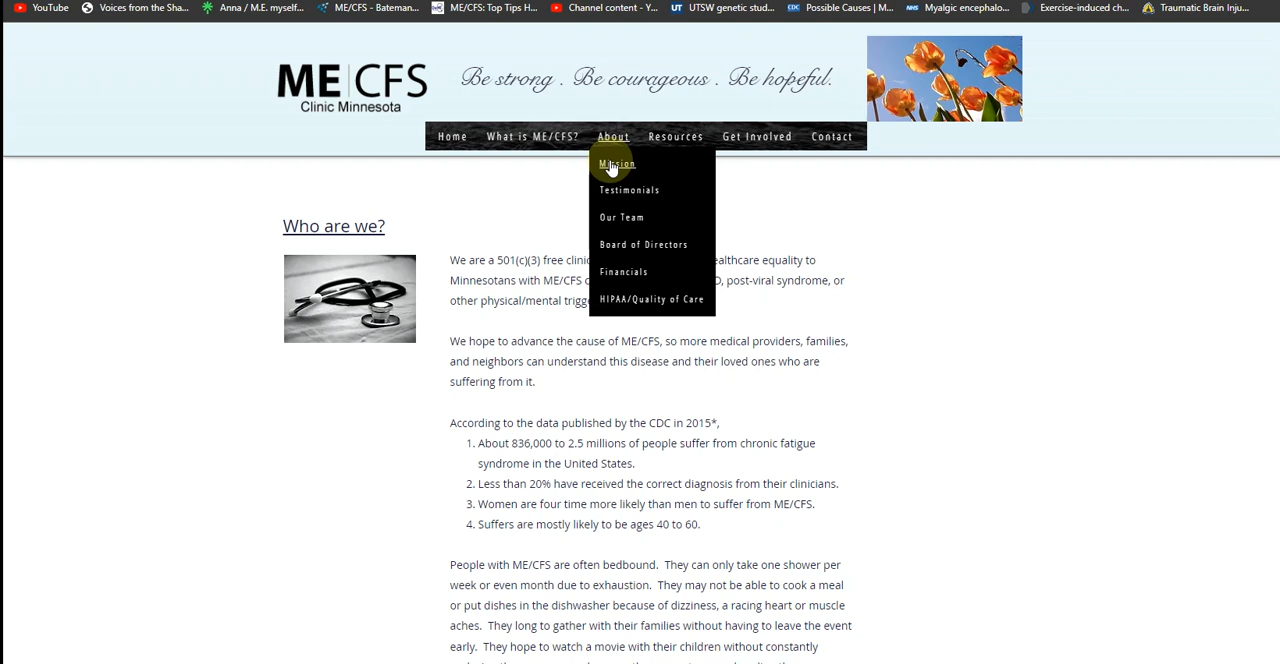 YouTube Voices from the Sha... Anna / M.E. myself... ME/CFS - Bateman... ME/CFS: Top Tips H... Channel content - Y... UTSW genetic stud... CDC Possible Causes | M... NHS Myalgic encephalo... Exercise-induced ch... Traumatic Brain Inju...
ME|CFS
Clinic Minnesota
Be strong . Be courageous . Be hopeful.
Home What is ME/CFS? About Resources Get Involved Contact
Mission
Testimonials
Our Team
Board of Directors
Financials
HIPAA/Quality of Care
Who are we?
We are a 501(c)(3) free ealthcare equality to
Minnesotans with ME/CFS post-viral syndrome, or
other physical/mental
We hope to advance the cause of ME/CFS, so more medical providers, families,
and neighbors can understand this disease and their loved ones who are
suffering from it.
According to the data published by the CDC in 2015*,
1. About 836,000 to 2.5 millions of people suffer from chronic fatigue
syndrome in the United States.
2. Less than 20% have received the correct diagnosis from their clinicians.
3. Women are four time more likely than men to suffer from ME/CFS.
4. Suffers are mostly likely to be ages 40 to 60.
People with ME/CFS are often bedbound. They can only take one shower per
week or even month due to exhaustion. They may not be able to cook a meal
or put dishes in the dishwasher because of dizziness, a racing heart or muscle
aches. They long to gather with their families without having to leave the event
early. They hope to watch a movie with their children without constantly